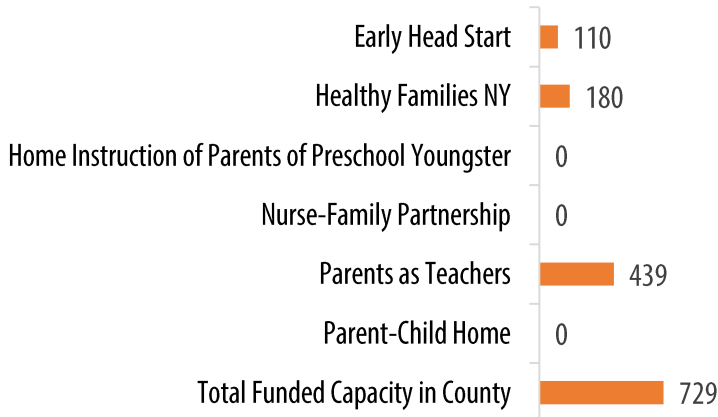 Early Head Start 110
Healthy Families NY 180
Home Instruction of Parents of Preschool Youngster 0
Nurse-Family Partnership 0
Parents as Teachers 439
Parent-Child Home 0
Total Funded Capacity in County 729